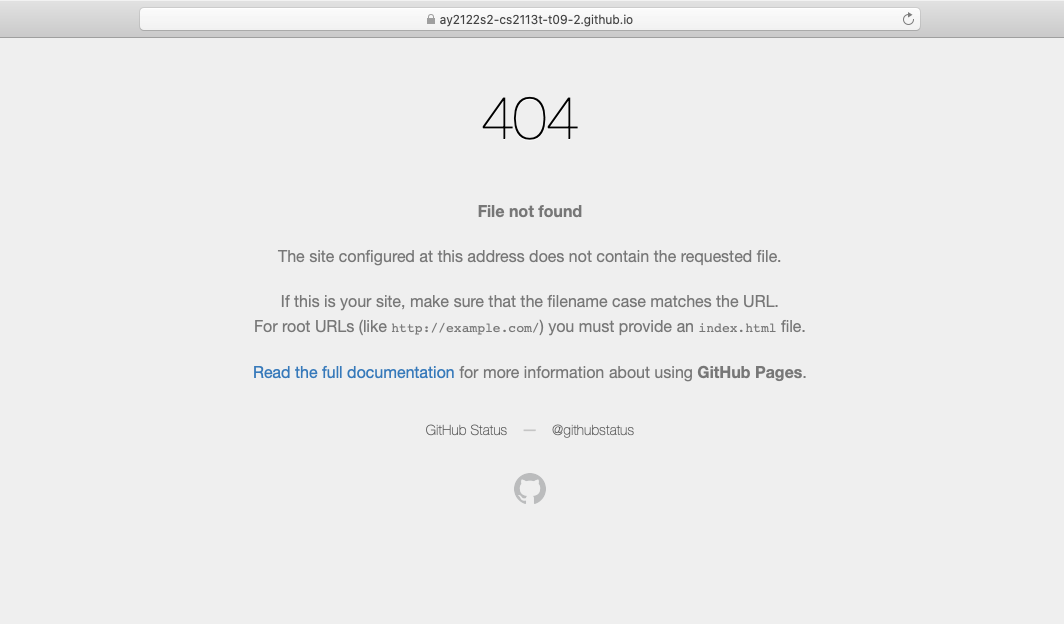 ay2122s2-cs2113t-t09-2.github.io
404
File not found
The site configured at this address does not contain the requested file.
If this is your site, make sure that the filename case matches the URL.
For root URLs (like http://example.com/) you must provide an index.html file.
Read the full documentation for more information about using GitHub Pages.
GitHub Status — @githubstatus